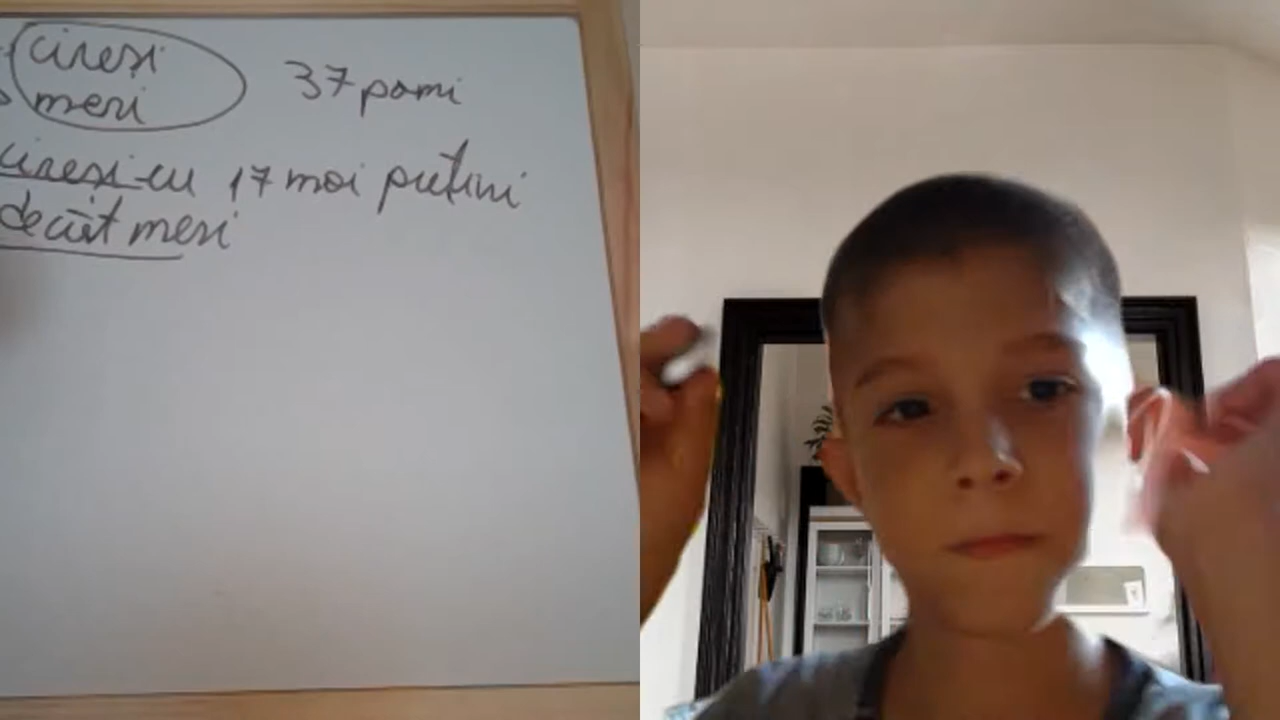 cireși 37 pomi
meri
cireși cu 17 mai puțini
decât meri